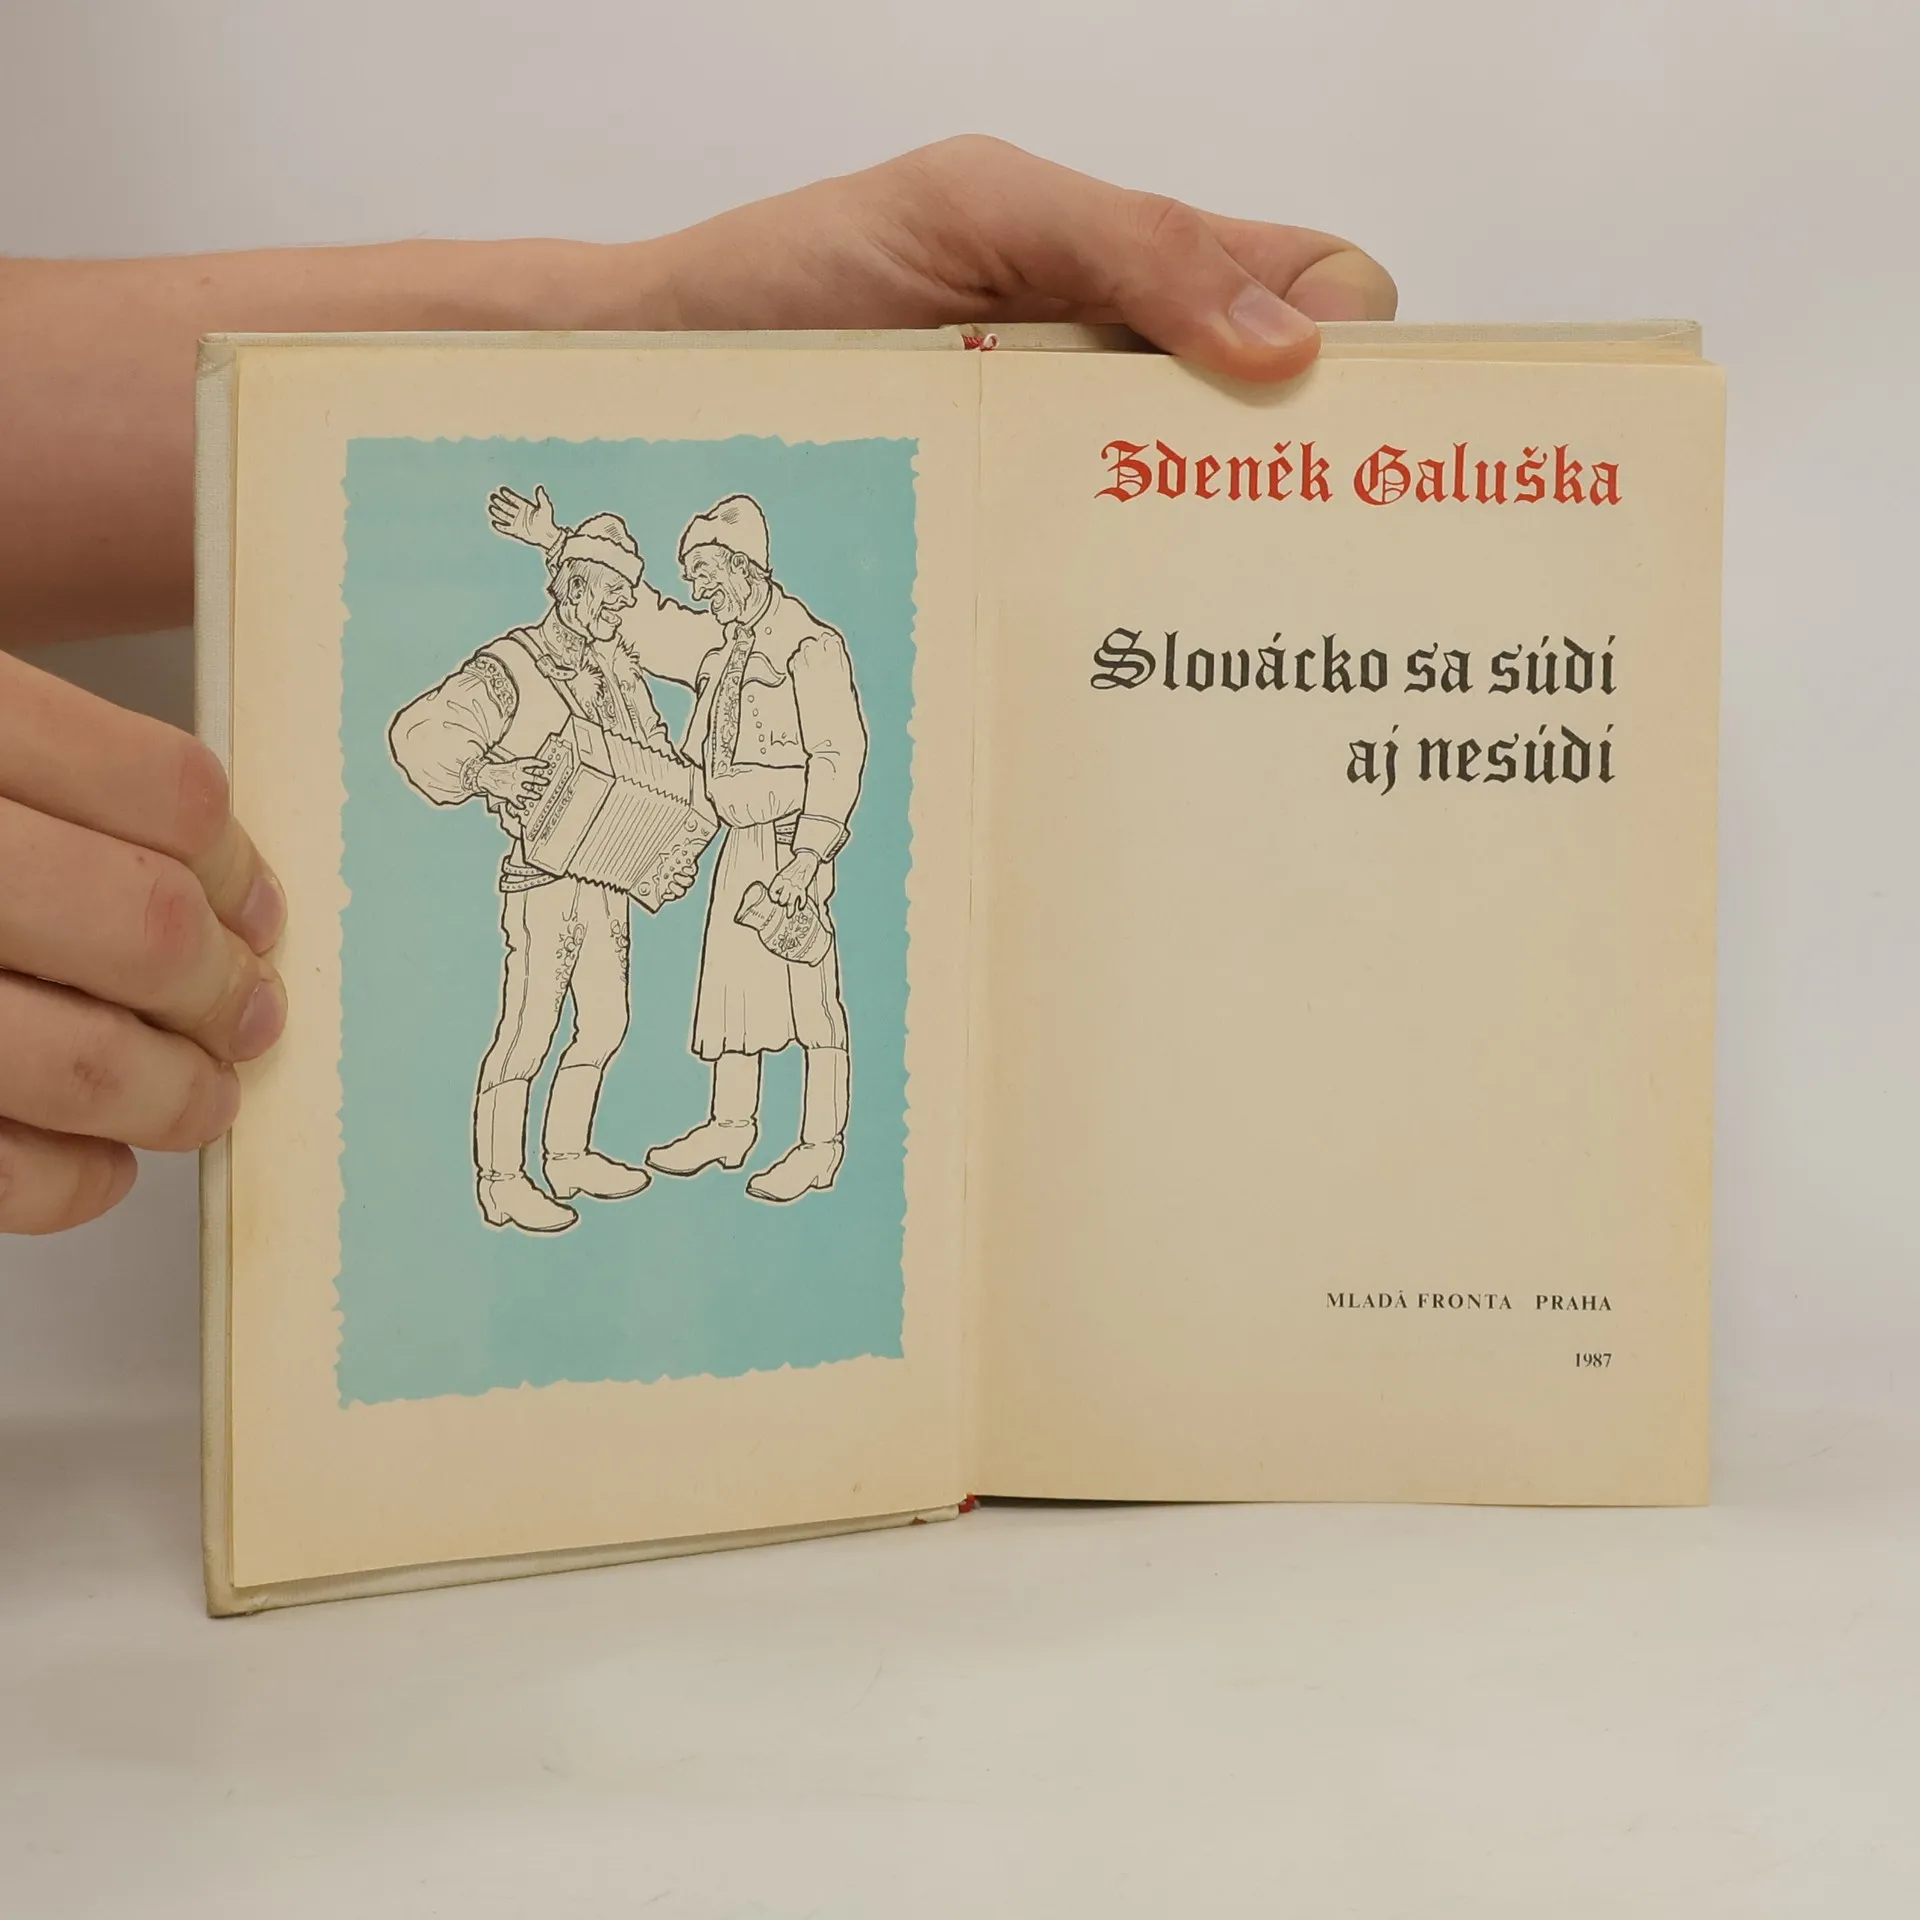 Zdeněk Galuška
Slovácko sa súdí
aj nesúdí
MLADÁ FRONTA PRAHA
1987